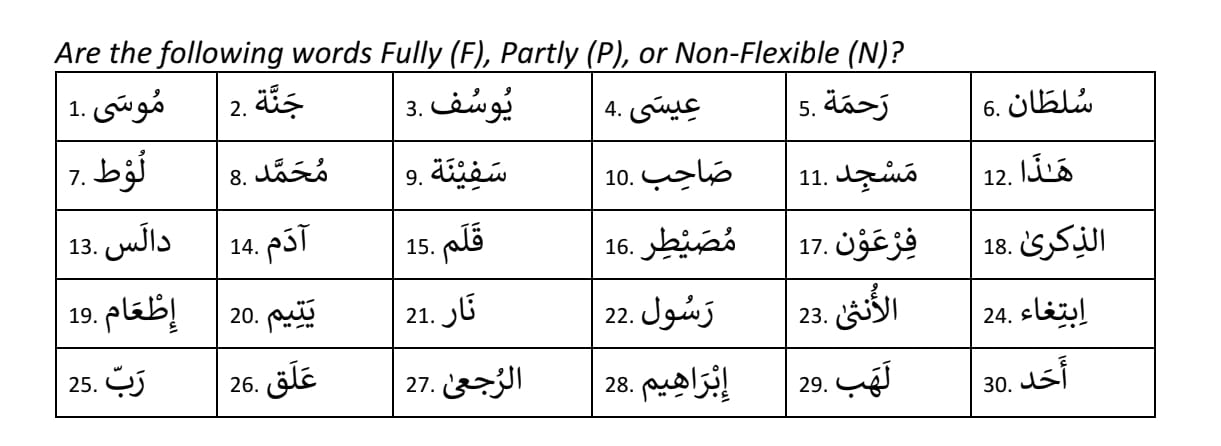 Are the following words Fully (F), Partly (P), or Non-Flexible (N)?
1. مُوسَى 2. جَنَّة 3. يُوسُف 4. عِيسَى 5. رَحمَة 6. سُلطَان
7. لُوْط 8. مُحَمَّد 9. سَفِيْنَة 10. صَاحِب 11. مَسْجِد 12. هَـٰذَا
13. دالَس 14. آدَم 15. قَلَم 16. مُصَيْطِر 17. فِرْعَوْن 18. الذِكرىٰ
19. إِطْعَام 20. يَتِيم 21. نَار 22. رَسُول 23. الأُنثىٰ 24. اِبتِغاء
25. رَبّ 26. عَلَق 27. الرُجعىٰ 28. إِبْرَاهِيم 29. لَهَب 30. أَحَد